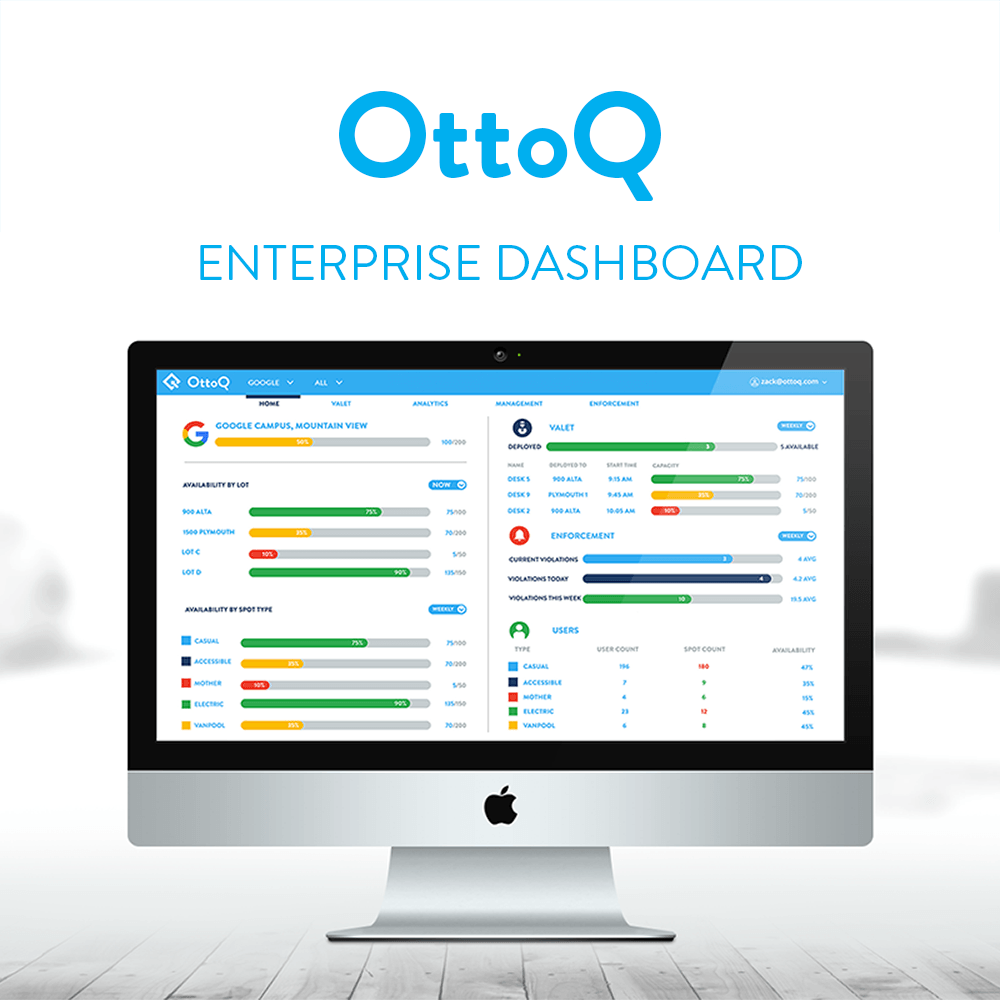 OttoQ
ENTERPRISE DASHBOARD
OttoQ GOOGLE ALL zack@ottoq.com
HOME VALET ANALYTICS MANAGEMENT ENFORCEMENT
GOOGLE CAMPUS, MOUNTAIN VIEW
50% 100/200
AVAILABILITY BY LOT NOW
900 ALTA 75% 75/100
1500 PLYMOUTH 35% 70/200
LOT C 10% 5/50
LOT D 90% 135/150
AVAILABILITY BY SPOT TYPE WEEKLY
CASUAL 75% 75/100
ACCESSIBLE 35% 70/200
MOTHER 10% 5/50
ELECTRIC 90% 135/150
VANPOOL 35% 70/200
VALET WEEKLY
DEPLOYED 5 5 AVAILABLE
NAME DEPLOYED TO START TIME CAPACITY
DESK 5 900 ALTA 9:15 AM 75% 75/100
DESK 9 PLYMOUTH 1 9:45 AM 35% 70/200
DESK 2 900 ALTA 10:05 AM 10% 5/50
ENFORCEMENT WEEKLY
CURRENT VIOLATIONS 3 4 AVG
VIOLATIONS TODAY 4 4.2 AVG
VIOLATIONS THIS WEEK 10 19.5 AVG
USERS
TYPE USER COUNT SPOT COUNT AVAILABILITY
CASUAL 196 180 47%
ACCESSIBLE 7 9 35%
MOTHER 4 6 15%
ELECTRIC 23 12 45%
VANPOOL 6 8 45%